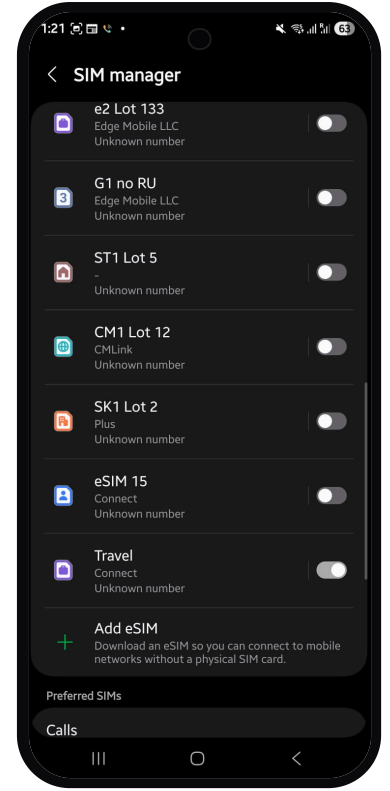 1:21
63
SIM manager
e2 Lot 133
Edge Mobile LLC
Unknown number
3
G1 no RU
Edge Mobile LLC
Unknown number
ST1 Lot 5
-
Unknown number
CM1 Lot 12
CMLink
Unknown number
SK1 Lot 2
Plus
Unknown number
eSIM 15
Connect
Unknown number
Travel
Connect
Unknown number
Add eSIM
Download an eSIM so you can connect to mobile
networks without a physical SIM card.
Preferred SIMs
Calls